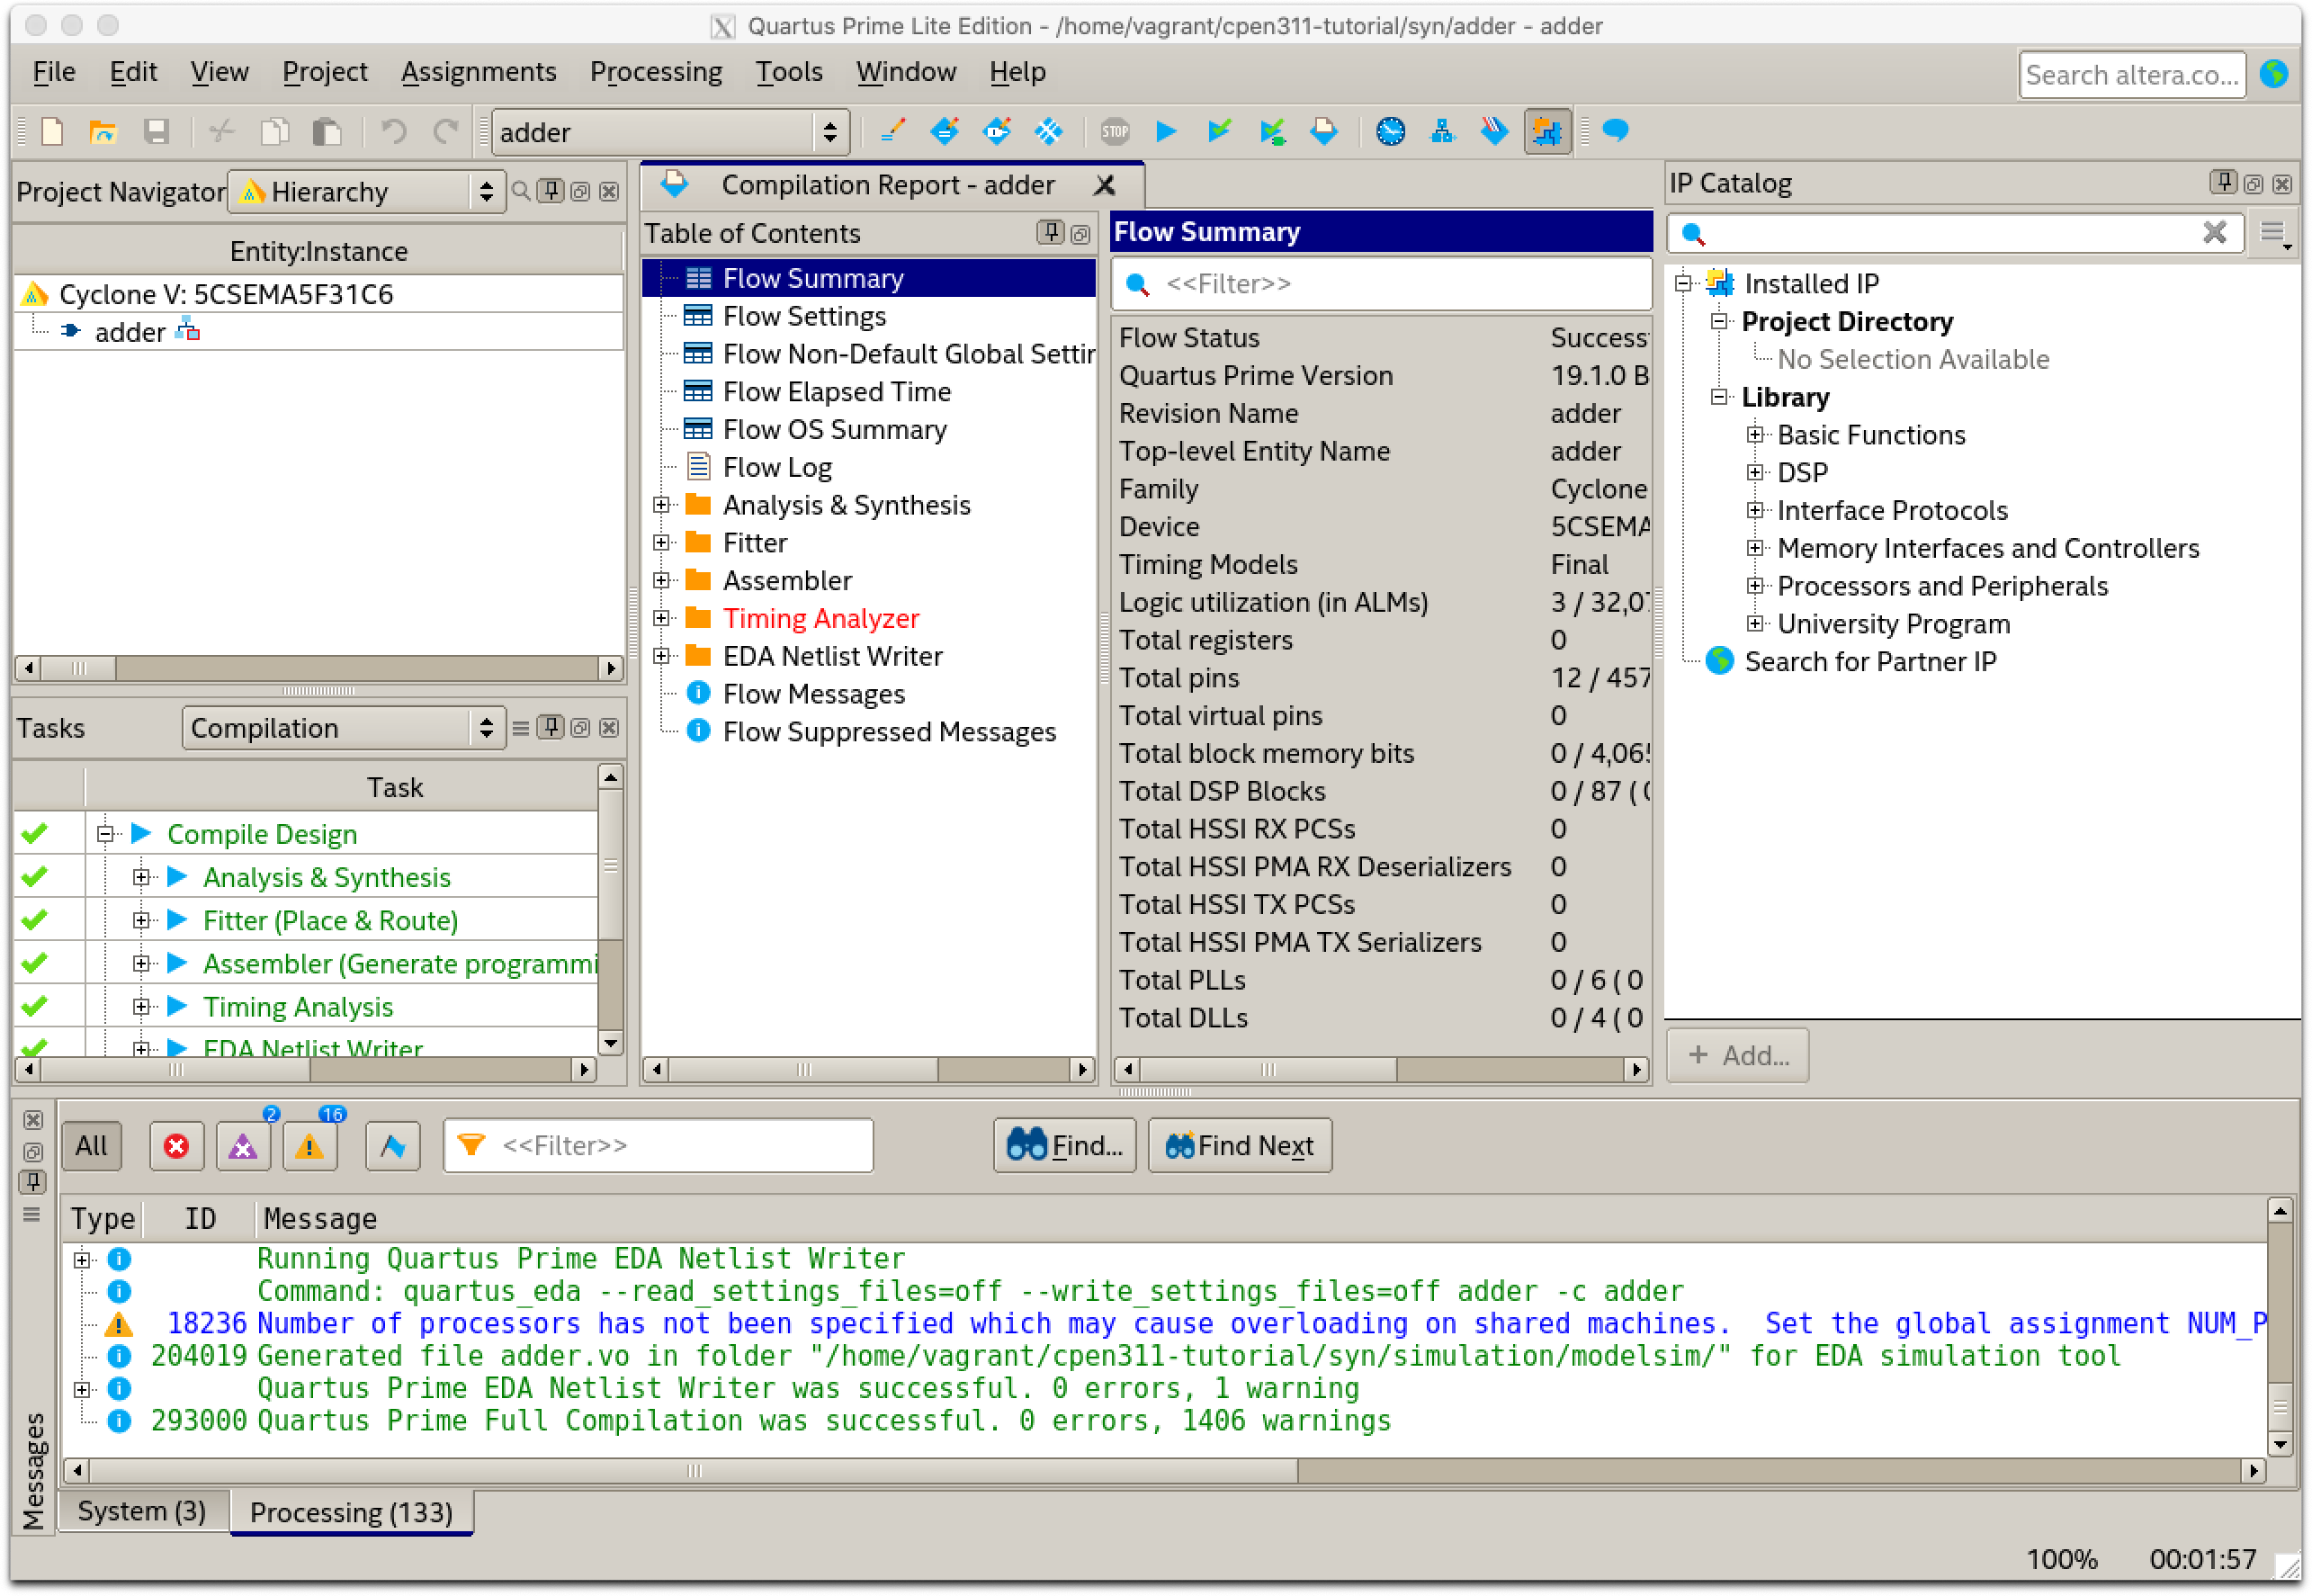 Quartus Prime Lite Edition - /home/vagrant/cpen311-tutorial/syn/adder - adder
File Edit View Project Assignments Processing Tools Window Help
Search altera.co...
adder
STOP
Project Navigator Hierarchy
Entity:Instance
Cyclone V: 5CSEMA5F31C6
adder
Tasks Compilation
Task
Compile Design
Analysis & Synthesis
Fitter (Place & Route)
Assembler (Generate programmi
Timing Analysis
EDA Netlist Writer
Compilation Report - adder
Table of Contents
Flow Summary
Flow Settings
Flow Non-Default Global Settin
Flow Elapsed Time
Flow OS Summary
Flow Log
Analysis & Synthesis
Fitter
Assembler
Timing Analyzer
EDA Netlist Writer
Flow Messages
Flow Suppressed Messages
Flow Summary
<<Filter>>
Flow Status Success
Quartus Prime Version 19.1.0 B
Revision Name adder
Top-level Entity Name adder
Family Cyclone
Device 5CSEMA
Timing Models Final
Logic utilization (in ALMs) 3 / 32,0
Total registers 0
Total pins 12 / 457
Total virtual pins 0
Total block memory bits 0 / 4,065
Total DSP Blocks 0 / 87 ( 0
Total HSSI RX PCSs 0
Total HSSI PMA RX Deserializers 0
Total HSSI TX PCSs 0
Total HSSI PMA TX Serializers 0
Total PLLs 0 / 6 ( 0
Total DLLs 0 / 4 ( 0
IP Catalog
Installed IP
Project Directory
No Selection Available
Library
Basic Functions
DSP
Interface Protocols
Memory Interfaces and Controllers
Processors and Peripherals
University Program
Search for Partner IP
+ Add...
Messages
All 2 16 <<Filter>> Find... Find Next
Type ID Message
Running Quartus Prime EDA Netlist Writer
Command: quartus_eda --read_settings_files=off --write_settings_files=off adder -c adder
18236 Number of processors has not been specified which may cause overloading on shared machines.  Set the global assignment NUM_P
204019 Generated file adder.vo in folder "/home/vagrant/cpen311-tutorial/syn/simulation/modelsim/" for EDA simulation tool
Quartus Prime EDA Netlist Writer was successful. 0 errors, 1 warning
293000 Quartus Prime Full Compilation was successful. 0 errors, 1406 warnings
System (3) Processing (133)
100% 00:01:57